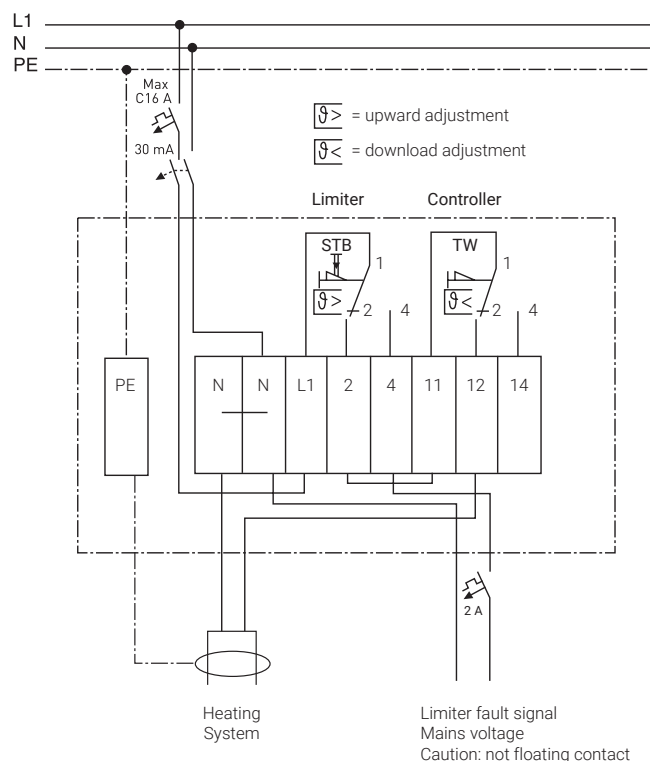 L1
N
PE
Max
C16 A
30 mA
ϑ> = upward adjustment
ϑ< = download adjustment
Limiter
Controller
STB
TW
1
1
ϑ>
2
4
ϑ<
2
4
PE
N
N
L1
2
4
11
12
14
2 A
Heating
System
Limiter fault signal
Mains voltage
Caution: not floating contact